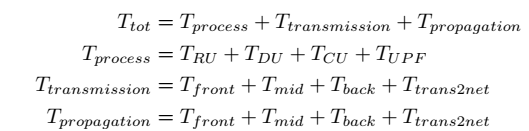 T_{tot} = T_{process} + T_{transmission} + T_{propagation}
T_{process} = T_{RU} + T_{DU} + T_{CU} + T_{UPF}
T_{transmission} = T_{front} + T_{mid} + T_{back} + T_{trans2net}
T_{propagation} = T_{front} + T_{mid} + T_{back} + T_{trans2net}